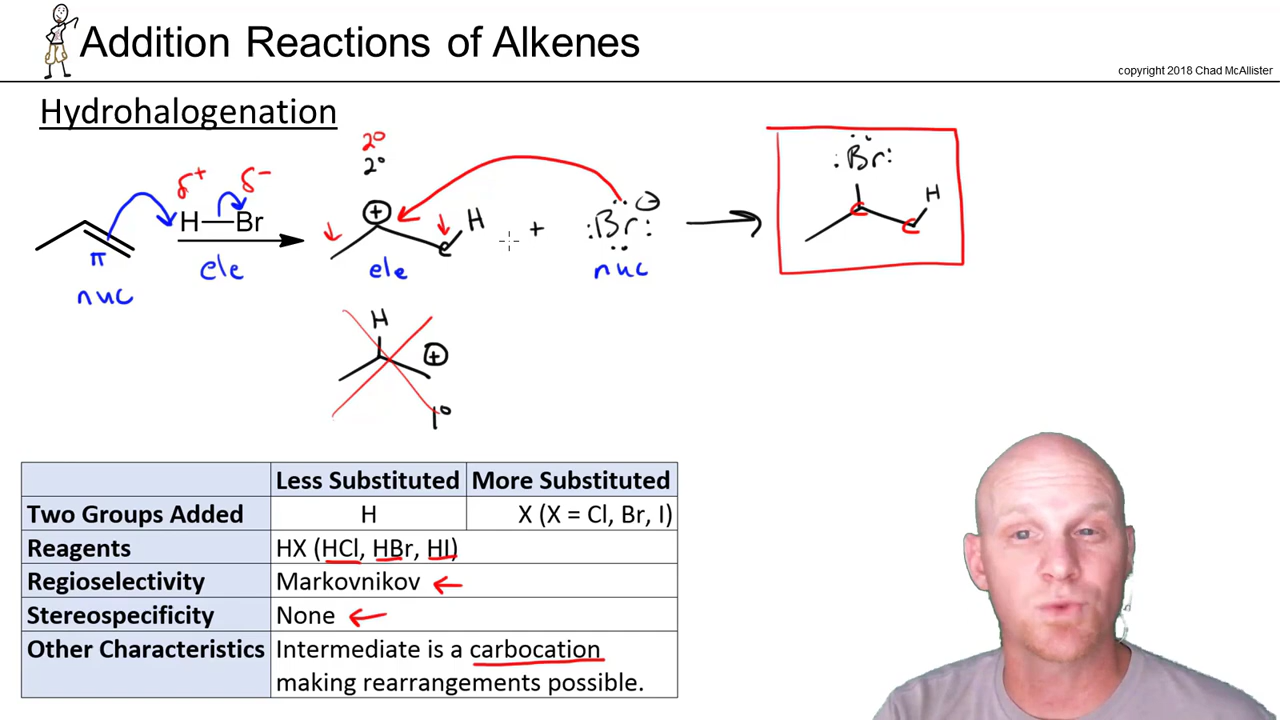 Addition Reactions of Alkenes
copyright 2018 Chad McAllister
Hydrohalogenation
2°
2°
δ+ δ-
H Br
π
nuc
ele
H
ele
+
:Br:
nuc
:Br:
H
H
1°
Less Substituted More Substituted
Two Groups Added H X (X = Cl, Br, I)
Reagents HX (HCl, HBr, HI)
Regioselectivity Markovnikov
Stereospecificity None
Other Characteristics Intermediate is a carbocation
making rearrangements possible.